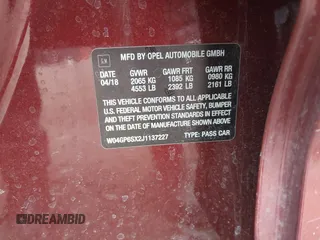 GM
MFD BY OPEL AUTOMOBILE GMBH
DATE GVWR GAWR FRT GAWR RR
04/18 2065 KG 1085 KG 0980 KG
4553 LB 2392 LB 2161 LB
THIS VEHICLE CONFORMS TO ALL APPLICABLE
U.S. FEDERAL MOTOR VEHICLE SAFETY, BUMPER
AND THEFT PREVENTION STANDARDS IN EFFECT
ON THE DATE OF MANUFACTURE SHOWN ABOVE.
W04GP6SX2J1137227 TYPE: PASS CAR
DREAMBID